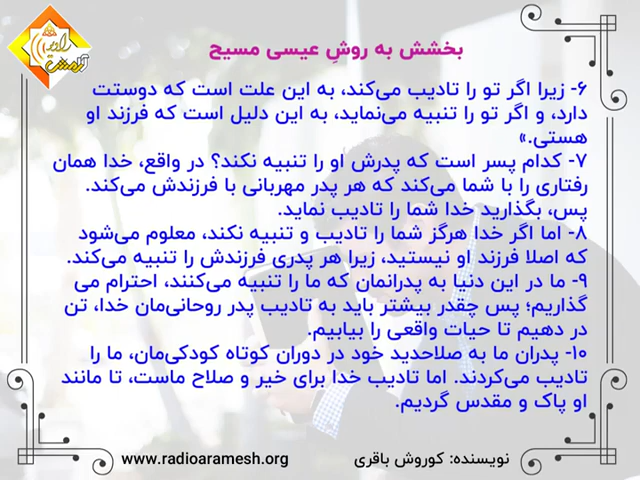 رادیو
آرامش
بخشش به روشِ عیسی مسیح
۶- زیرا اگر تو را تادیب می‌کند، به این علت است که دوستت
دارد، و اگر تو را تنبیه می‌نماید، به این دلیل است که فرزند او
هستی.»
۷- کدام پسر است که پدرش او را تنبیه نکند؟ در واقع، خدا همان
رفتاری را با شما می‌کند که هر پدر مهربانی با فرزندش می‌کند.
پس، بگذارید خدا شما را تادیب نماید.
۸- اما اگر خدا هرگز شما را تادیب و تنبیه نکند، معلوم می‌شود
که اصلا فرزند او نیستید، زیرا هر پدری فرزندش را تنبیه می‌کند.
۹- ما در این دنیا به پدرانمان که ما را تنبیه می‌کنند، احترام می
گذاریم؛ پس چقدر بیشتر باید به تادیب پدر روحانی‌مان خدا، تن
در دهیم تا حیات واقعی را بیابیم.
۱۰- پدران ما به صلاحدید خود در دوران کوتاه کودکی‌مان، ما را
تادیب می‌کردند. اما تادیب خدا برای خیر و صلاح ماست، تا مانند
او پاک و مقدس گردیم.
نویسنده: کوروش باقری
www.radioaramesh.org